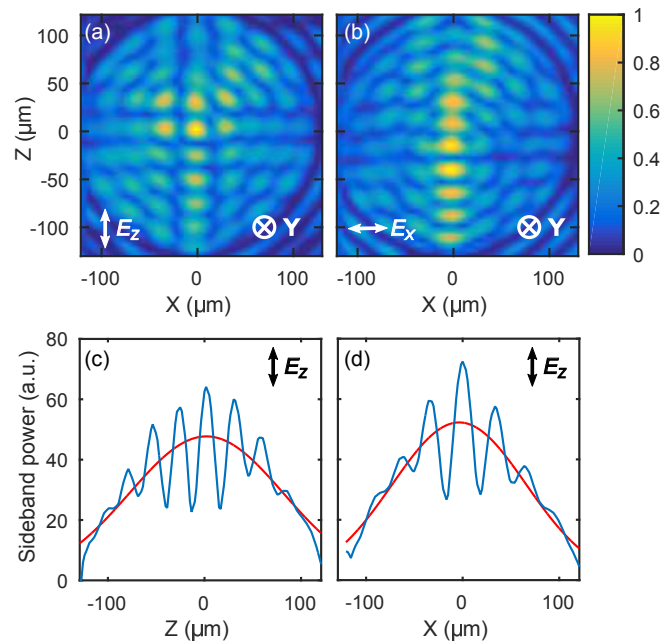 (a)
(b)
100
50
0
-50
-100
Z (µm)
E_Z
⊗ Y
E_X
⊗ Y
-100 0 100
X (µm)
-100 0 100
X (µm)
1
0.8
0.6
0.4
0.2
0
(c)
E_Z
(d)
E_Z
80
60
40
20
0
Sideband power (a.u.)
-100 0 100
Z (µm)
-100 0 100
X (µm)